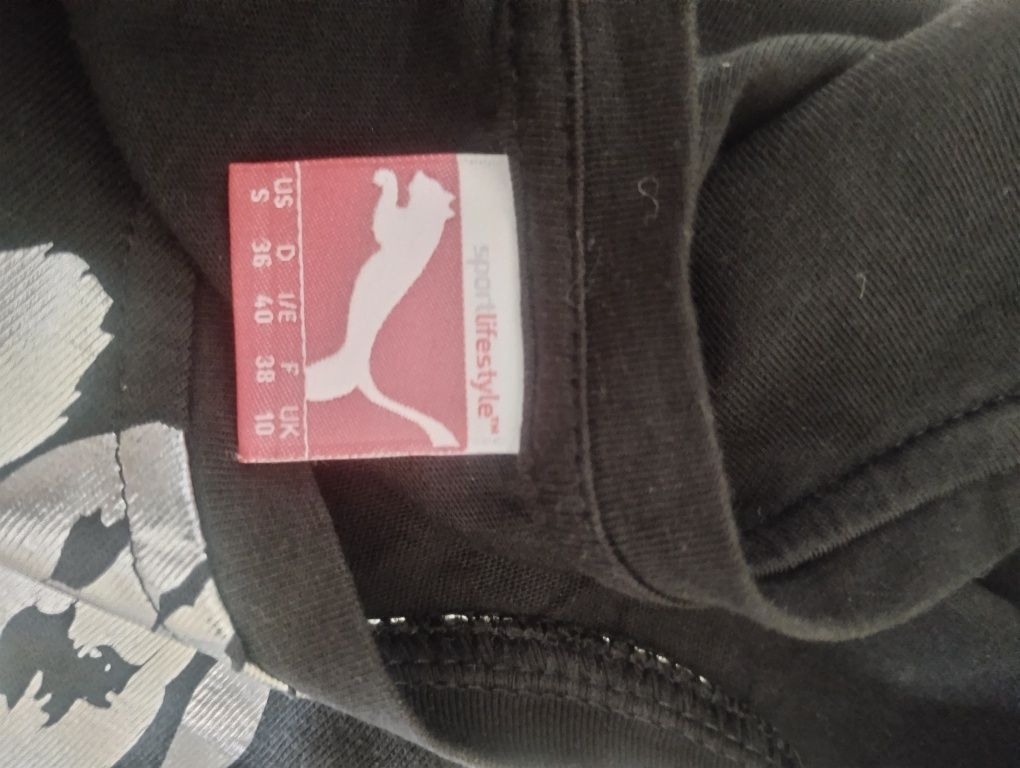 sportlifestyle™
US D I/E F UK
S 36 40 38 10